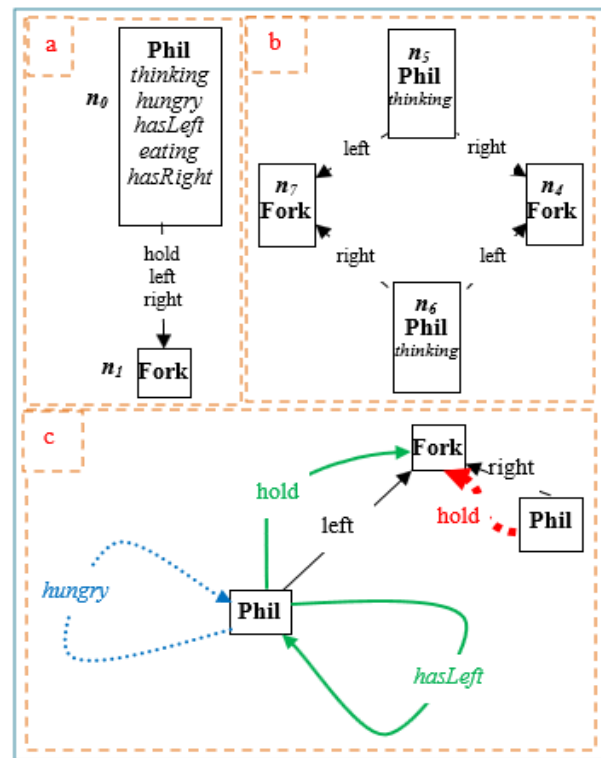 a
Phil
thinking
n0
hungry
hasLeft
eating
hasRight
hold
left
right
n1 Fork
b
n5
Phil
thinking
left
right
n7
Fork
n4
Fork
right
left
n6
Phil
thinking
c
Fork
right
hold
hold
Phil
left
hungry
Phil
hasLeft